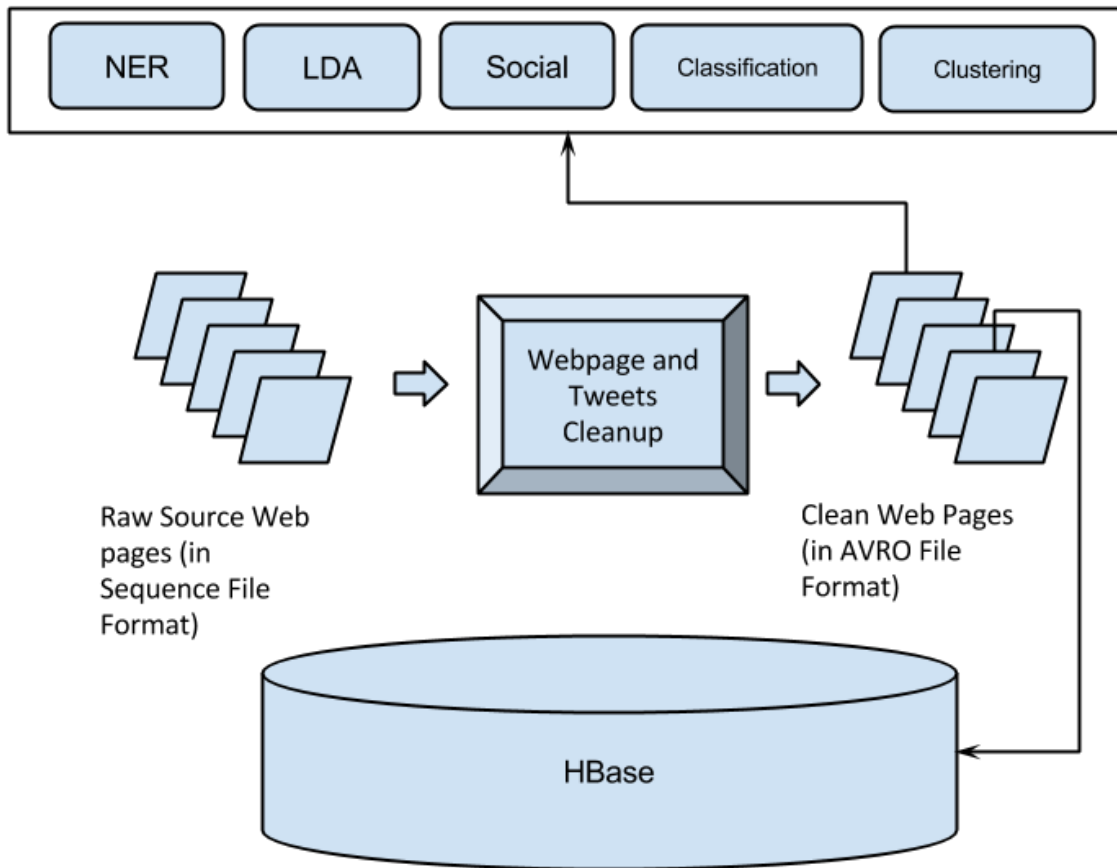 NER
LDA
Social
Classification
Clustering
Webpage and
Tweets
Cleanup
Raw Source Web
pages (in
Sequence File
Format)
Clean Web Pages
(in AVRO File
Format)
HBase